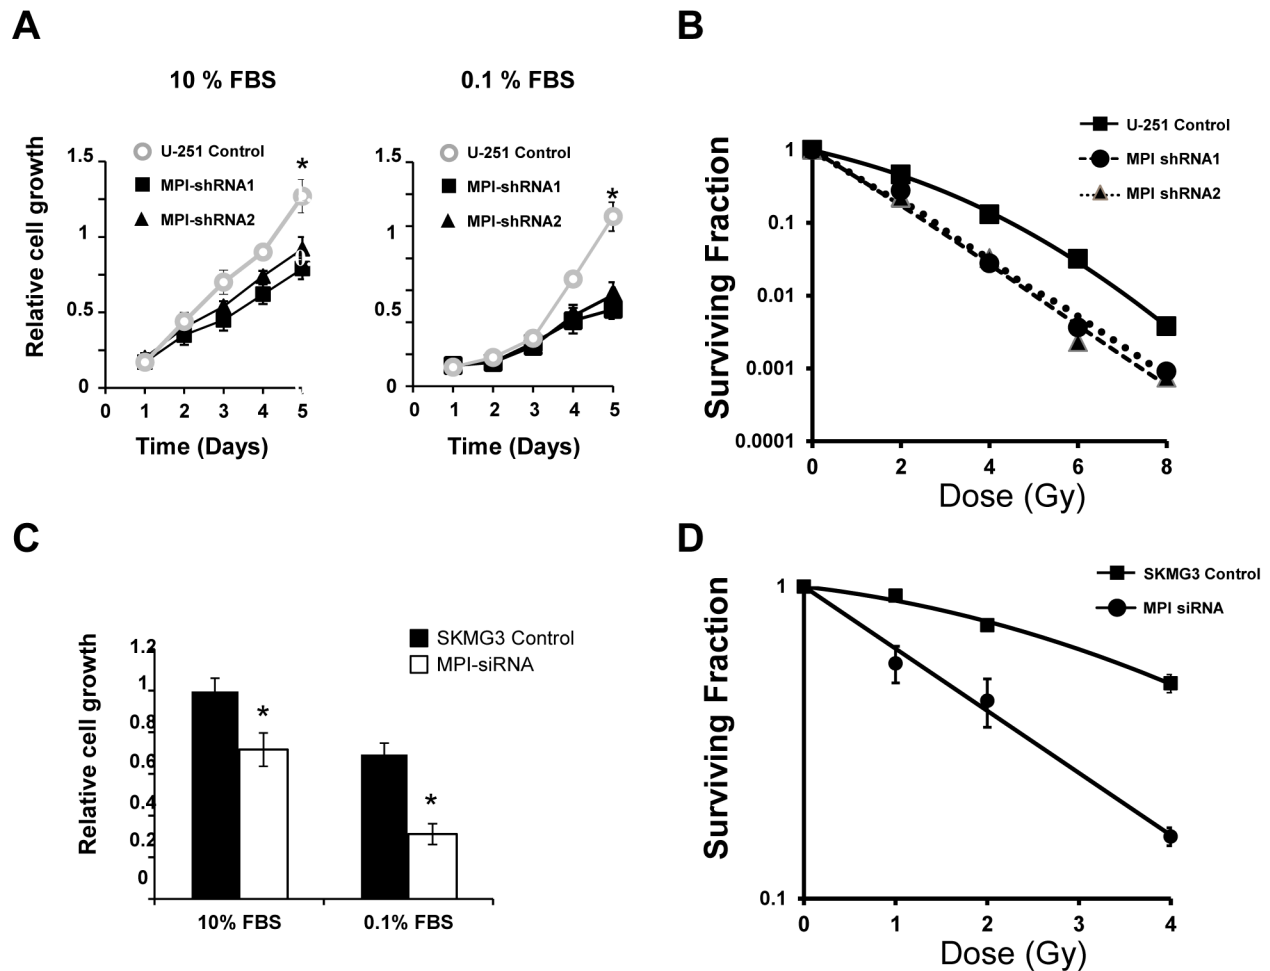 A
10 % FBS
0.1 % FBS
Relative cell growth
1.5
1
0.5
0
U-251 Control
MPI-shRNA1
MPI-shRNA2
*
0 1 2 3 4 5
Time (Days)
1.5
1
0.5
0
U-251 Control
MPI-shRNA1
MPI-shRNA2
*
0 1 2 3 4 5
Time (Days)
B
Surviving Fraction
1
0.1
0.01
0.001
0.0001
U-251 Control
MPI shRNA1
MPI shRNA2
0 2 4 6 8
Dose (Gy)
C
Relative cell growth
1.2
1
0.8
0.6
0.4
0.2
0
SKMG3 Control
MPI-siRNA
*
*
10% FBS 0.1% FBS
D
Surviving Fraction
1
0.1
SKMG3 Control
MPI siRNA
0 1 2 3 4
Dose (Gy)